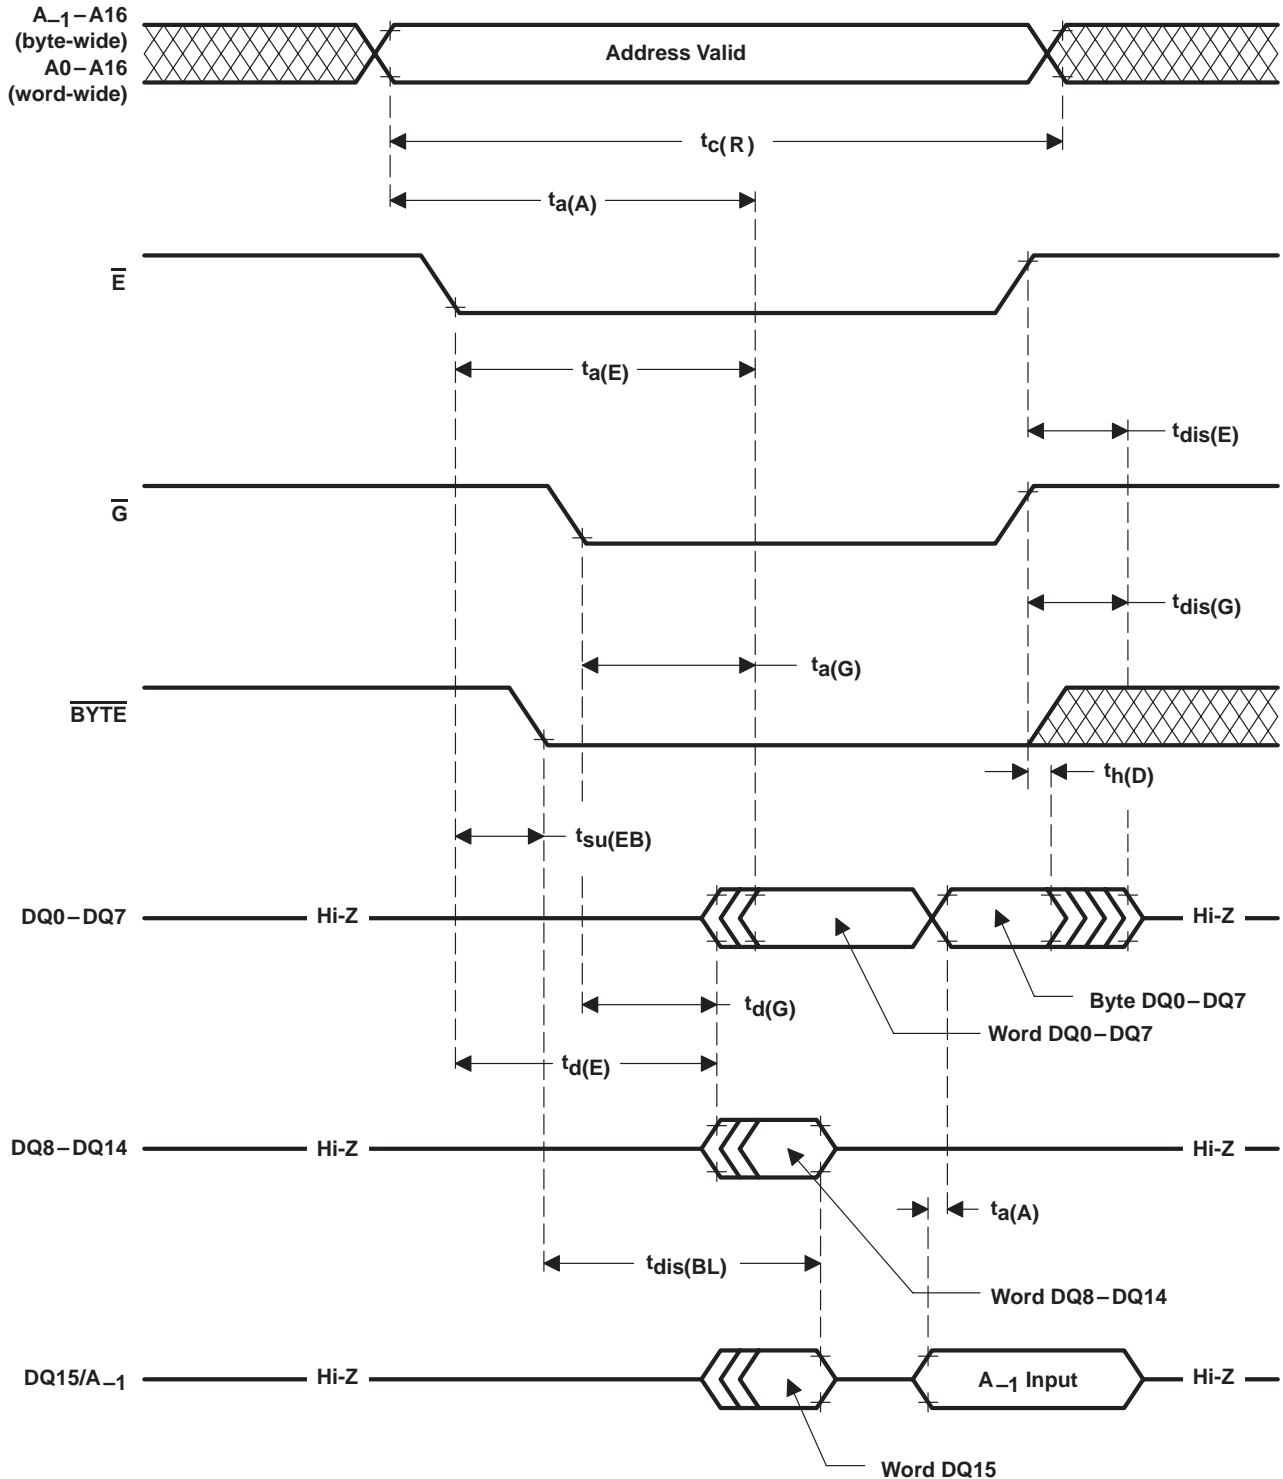 A–1–A16
(byte-wide)
A0–A16
(word-wide)
Address Valid
tc(R)
ta(A)
E
ta(E)
tdis(E)
G
tdis(G)
ta(G)
BYTE
th(D)
tsu(EB)
DQ0–DQ7
Hi-Z
Hi-Z
Byte DQ0–DQ7
td(G)
Word DQ0–DQ7
td(E)
DQ8–DQ14
Hi-Z
Hi-Z
ta(A)
tdis(BL)
Word DQ8–DQ14
DQ15/A–1
Hi-Z
A–1 Input
Hi-Z
Word DQ15